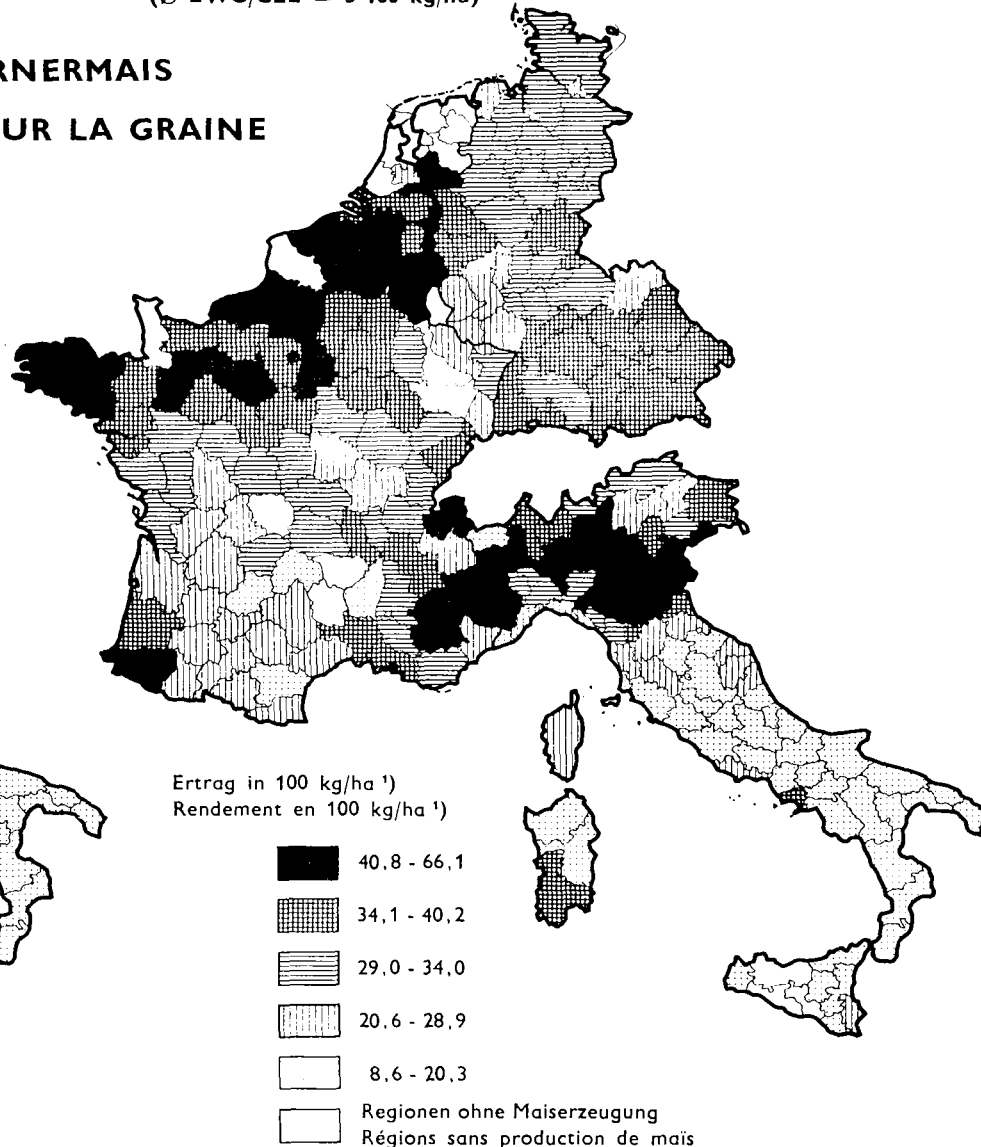 RNERMAIS
UR LA GRAINE
Ertrag in 100 kg/ha ¹)
Rendement en 100 kg/ha ¹)
40,8 - 66,1
34,1 - 40,2
29,0 - 34,0
20,6 - 28,9
8,6 - 20,3
Regionen ohne Maiserzeugung
Régions sans production de maïs